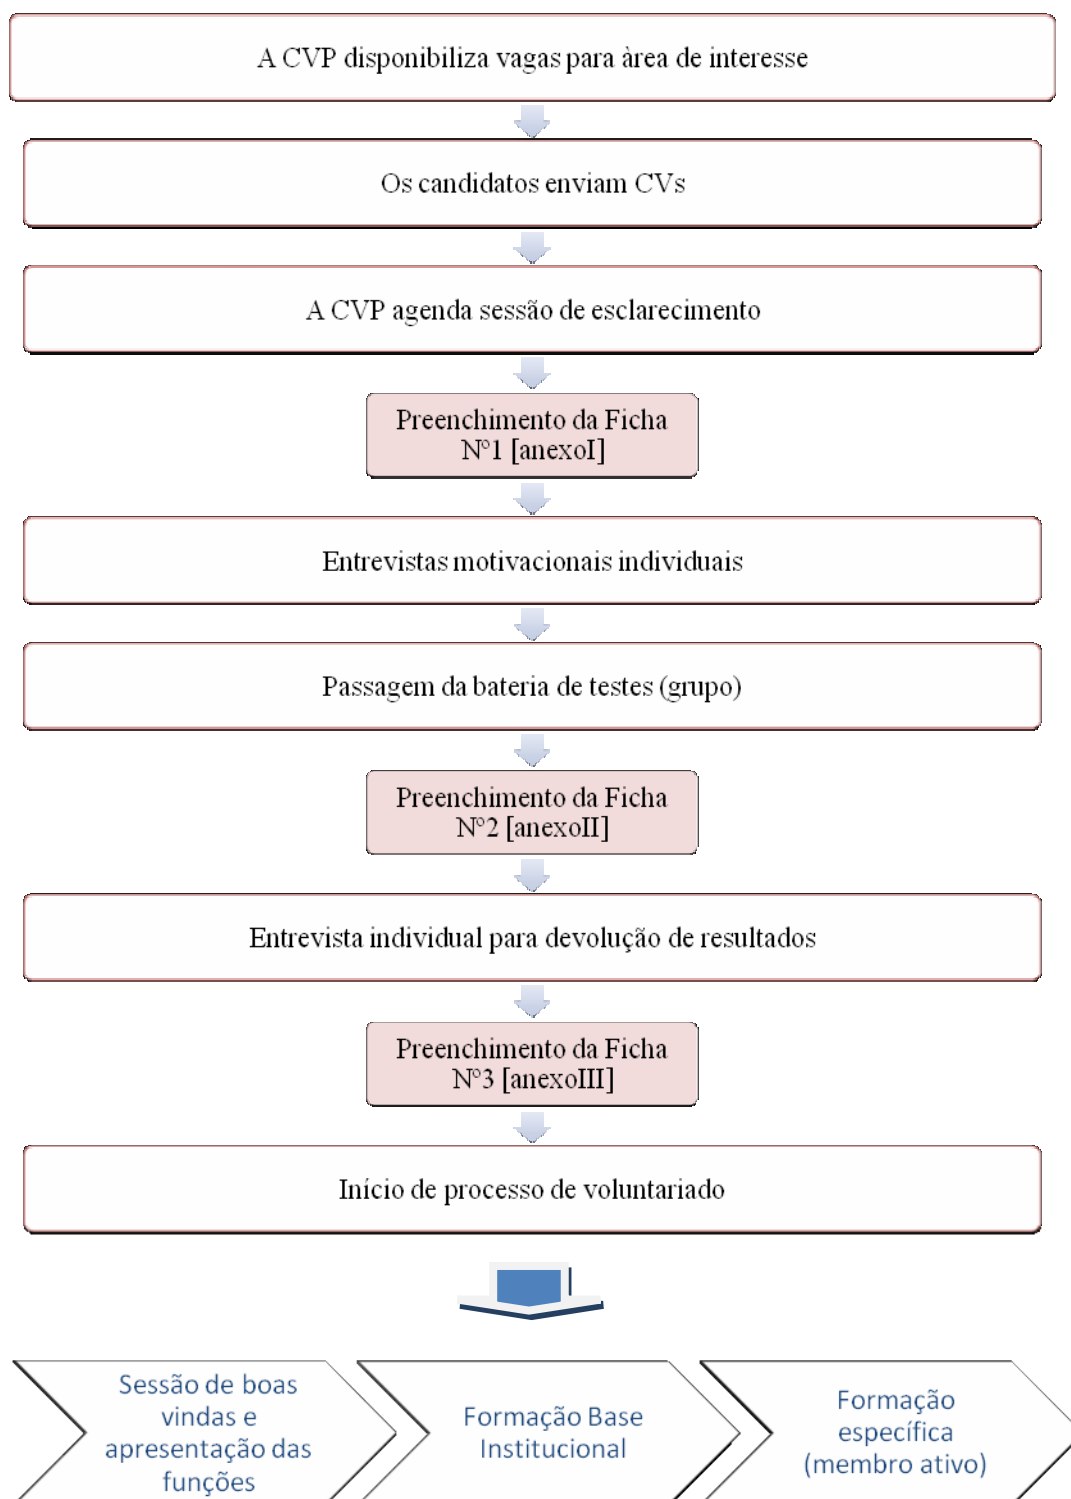 A CVP disponibiliza vagas para àrea de interesse
Os candidatos enviam CVs
A CVP agenda sessão de esclarecimento
Preenchimento da Ficha
Nº1 [anexoI]
Entrevistas motivacionais individuais
Passagem da bateria de testes (grupo)
Preenchimento da Ficha
Nº2 [anexoII]
Entrevista individual para devolução de resultados
Preenchimento da Ficha
Nº3 [anexoIII]
Início de processo de voluntariado
Sessão de boas
vindas e
apresentação das
funções
Formação Base
Institucional
Formação
específica
(membro ativo)